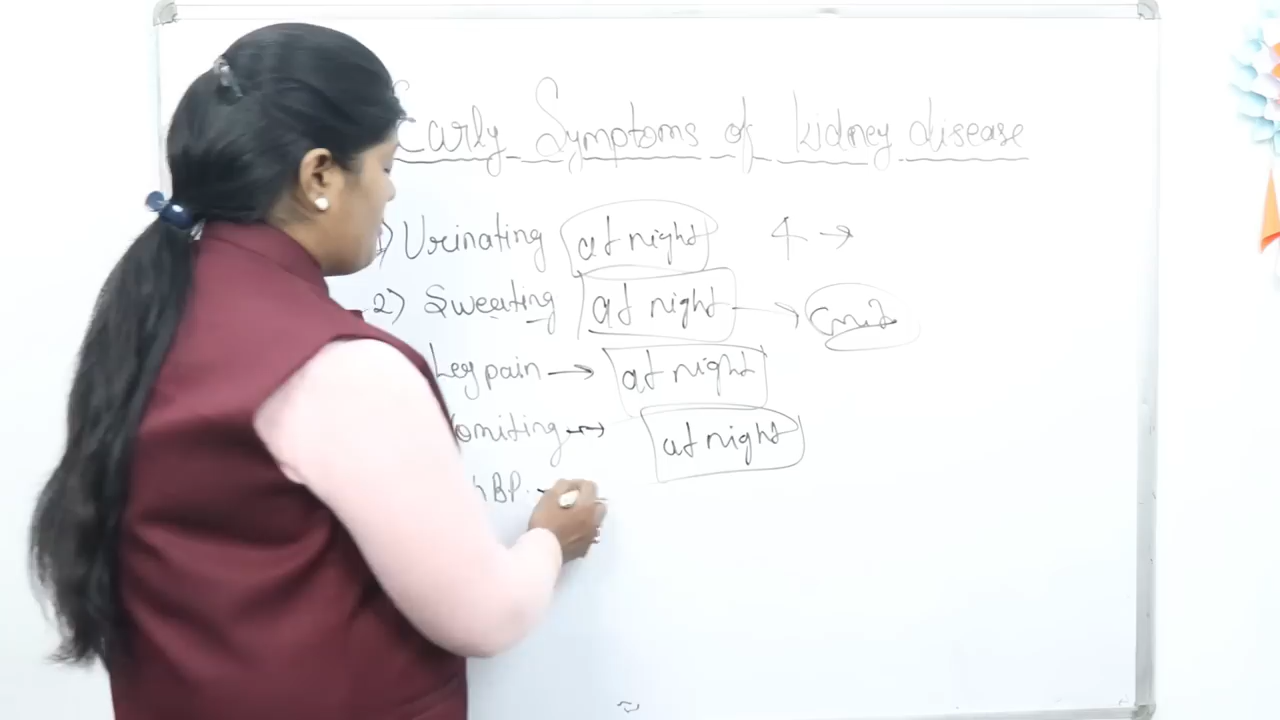 Early Symptoms of kidney disease
1) Urinating at night 4 →
2) Sweating at night →
Leg pain → at night
Vomiting → at night
BP. -